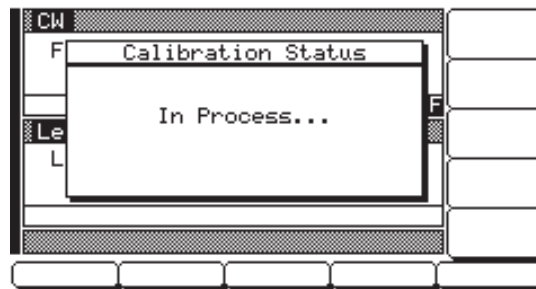 CW
F
Calibration Status
In Process...
F
Le
L